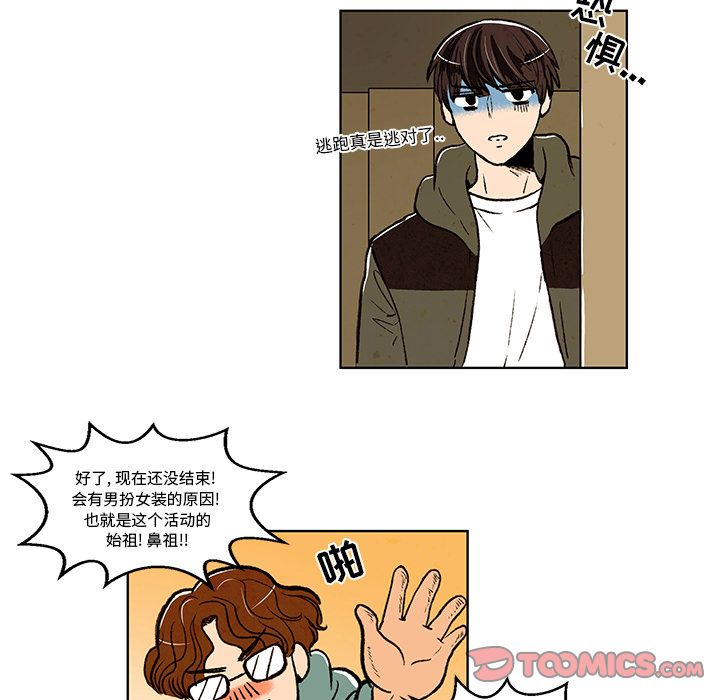 恐惧...
逃跑真是逃对了..
好了, 现在还没结束!
会有男扮女装的原因!
也就是这个活动的
始祖! 鼻祖!!
啪
TOOMICS.COM